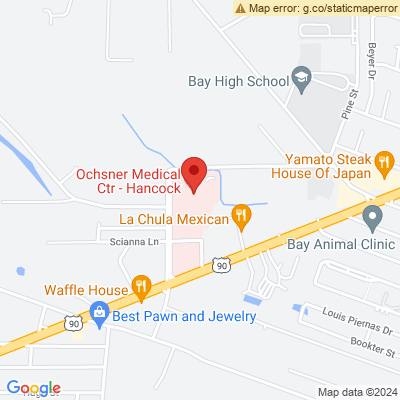 Map error: g.co/staticmaperror
Beyer Dr
Bay High School
Pine St
Ochsner Medical
Ctr - Hancock
Yamato Steak
House Of Japan
La Chula Mexican
Scianna Ln
Bay Animal Clinic
90
Waffle House
Louis Piernas Dr
90
Best Pawn and Jewelry
Bookter St
Google
Map data ©2024